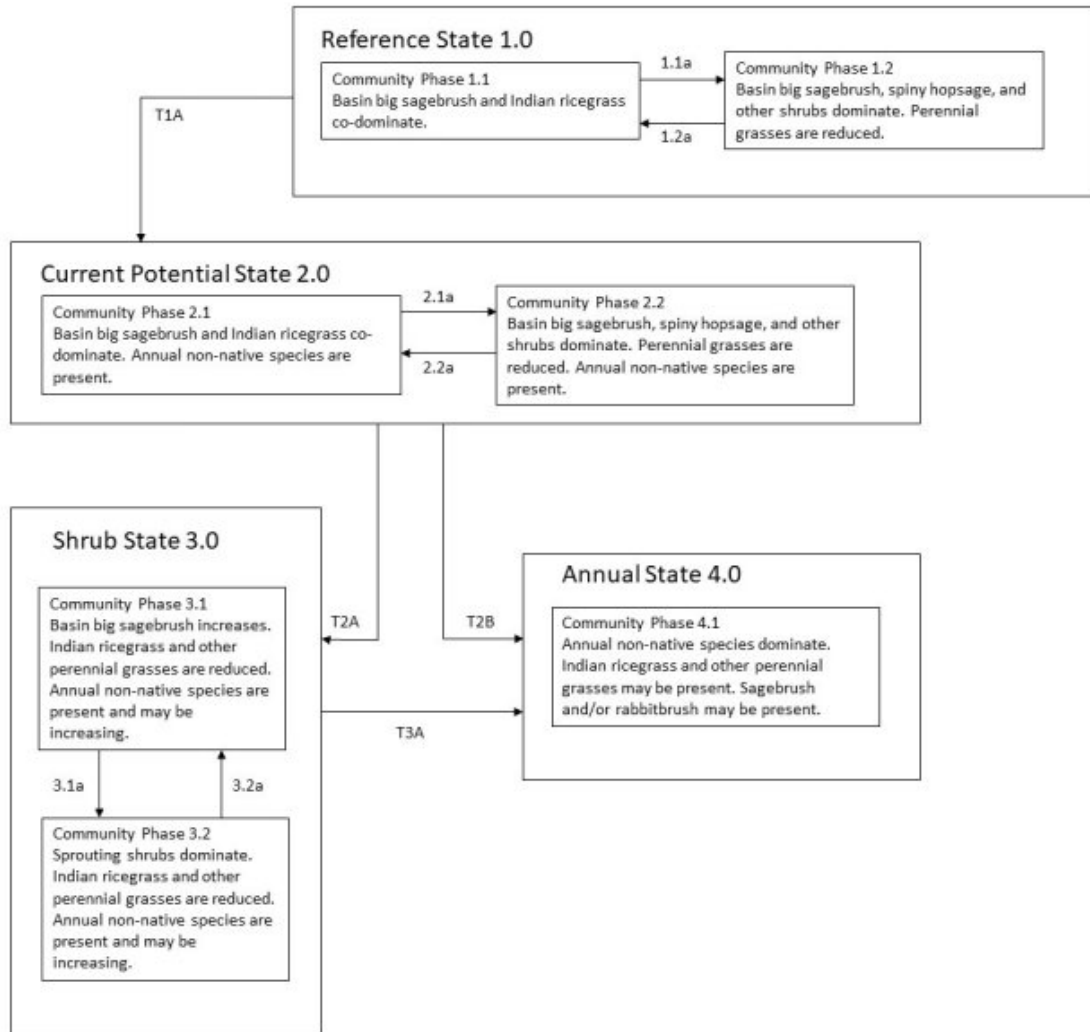 Reference State 1.0
Community Phase 1.1
Basin big sagebrush and Indian ricegrass
co-dominate.
1.1a
1.2a
Community Phase 1.2
Basin big sagebrush, spiny hopsage, and
other shrubs dominate. Perennial
grasses are reduced.
T1A
Current Potential State 2.0
Community Phase 2.1
Basin big sagebrush and Indian ricegrass co-
dominate. Annual non-native species are
present.
2.1a
2.2a
Community Phase 2.2
Basin big sagebrush, spiny hopsage, and other
shrubs dominate. Perennial grasses are
reduced. Annual non-native species are
present.
T2A
T2B
Shrub State 3.0
Community Phase 3.1
Basin big sagebrush increases.
Indian ricegrass and other
perennial grasses are reduced.
Annual non-native species are
present and may be
increasing.
3.1a
3.2a
Community Phase 3.2
Sprouting shrubs dominate.
Indian ricegrass and other
perennial grasses are reduced.
Annual non-native species are
present and may be
increasing.
T3A
Annual State 4.0
Community Phase 4.1
Annual non-native species dominate.
Indian ricegrass and other perennial
grasses may be present. Sagebrush
and/or rabbitbrush may be present.